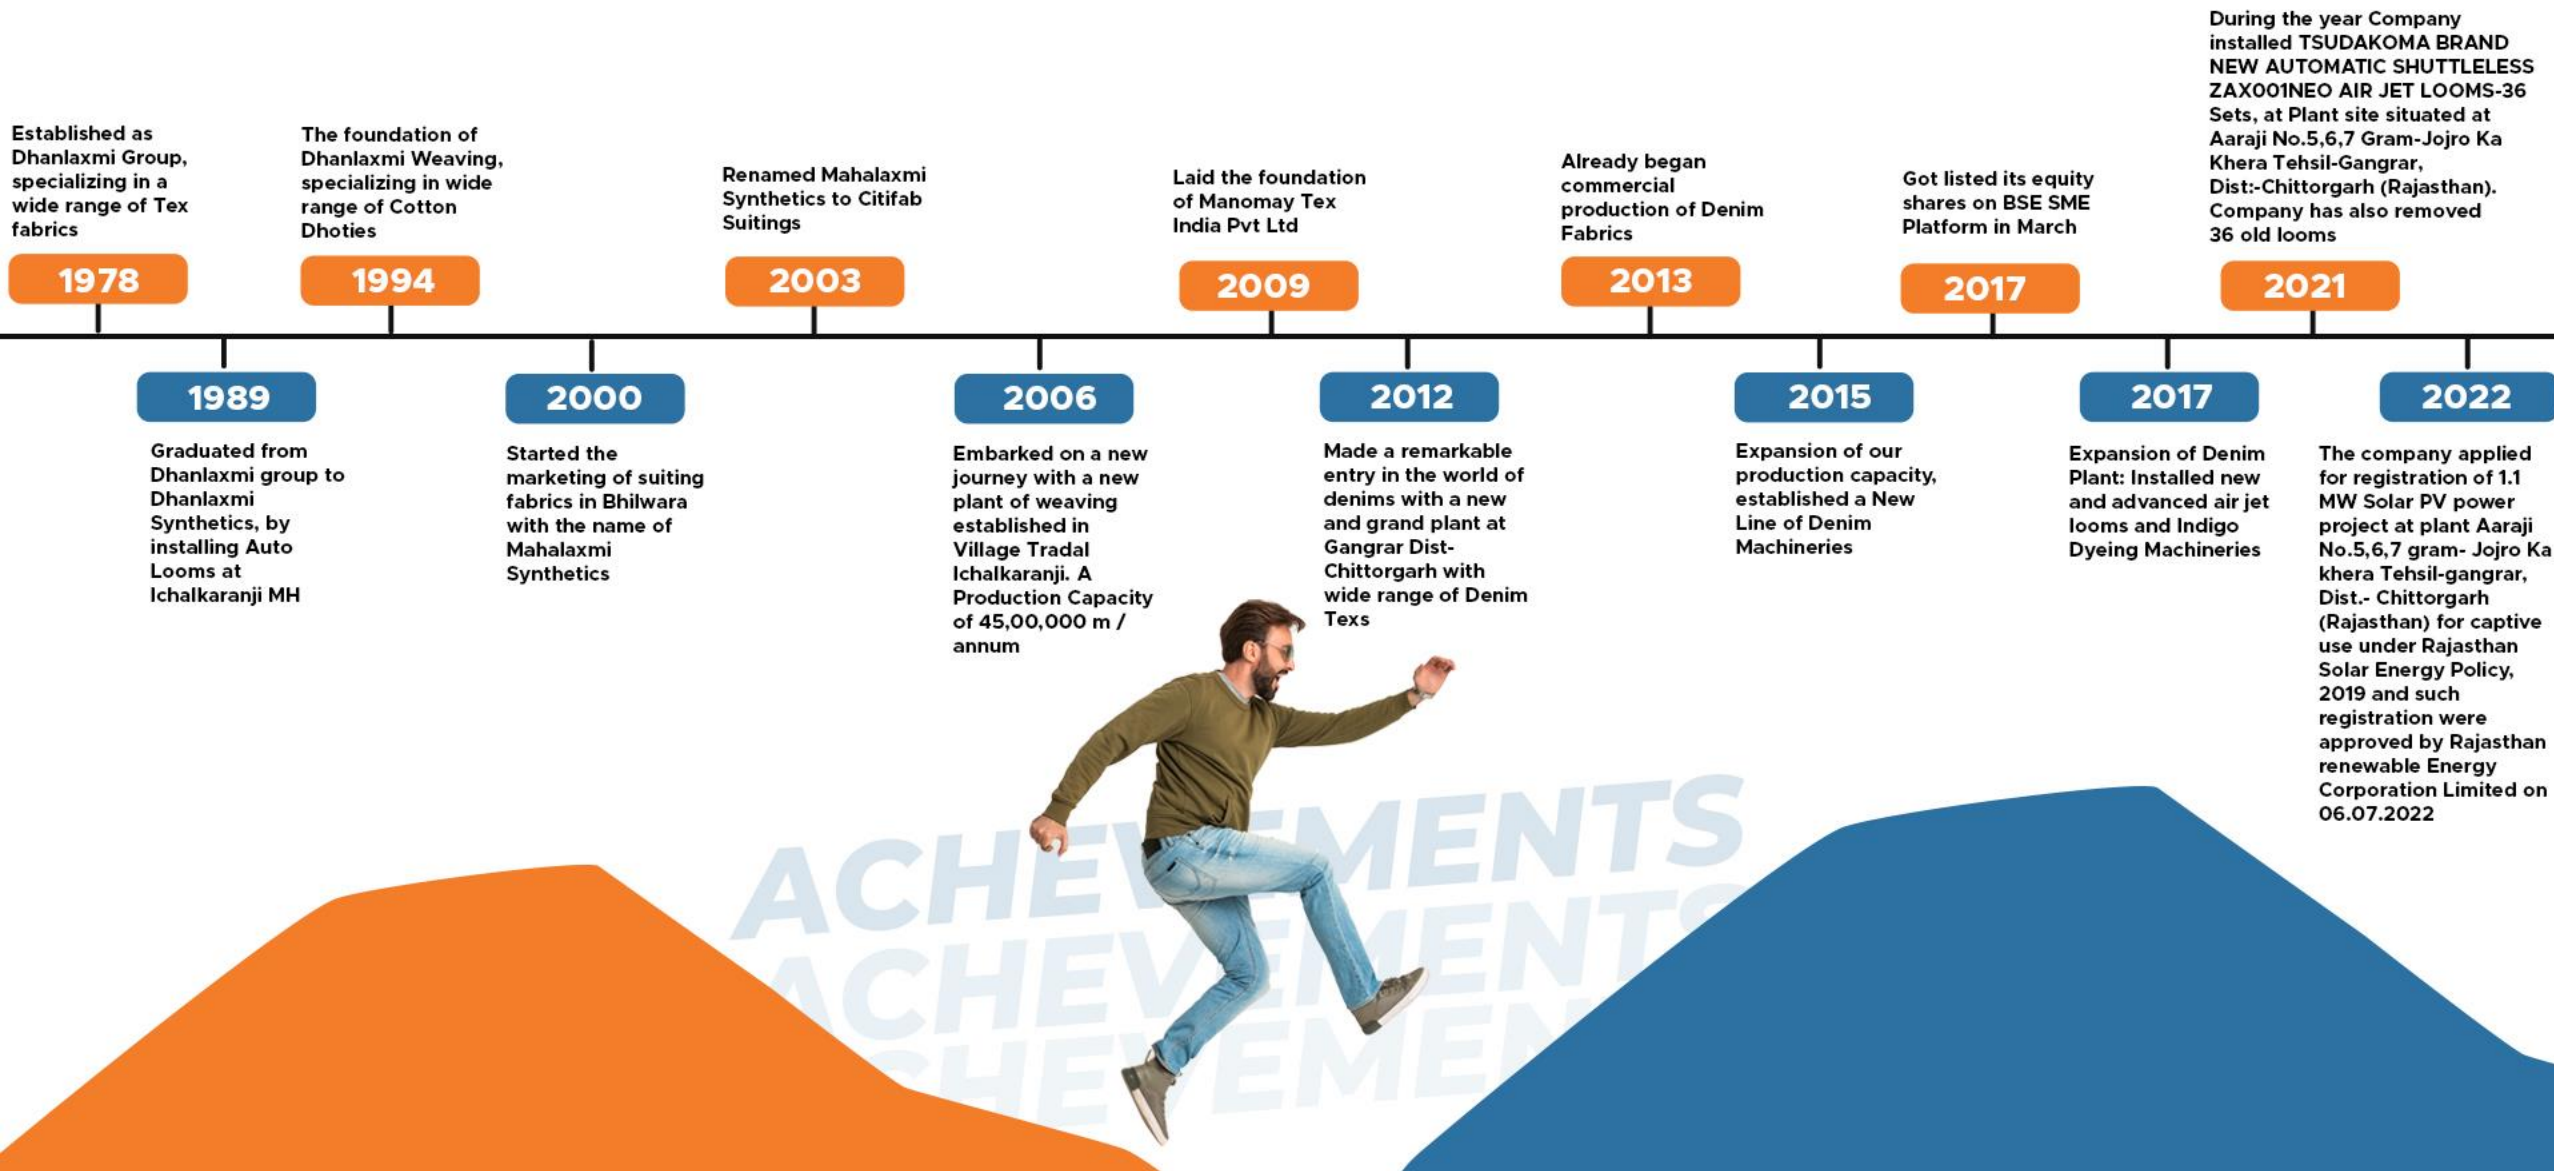 Established as
Dhanlaxmi Group,
specializing in a
wide range of Tex
fabrics
1978
Graduated from
Dhanlaxmi group to
Dhanlaxmi
Synthetics, by
installing Auto
Looms at
Ichalkaranji MH
1989
The foundation of
Dhanlaxmi Weaving,
specializing in wide
range of Cotton
Dhoties
1994
2000
Started the
marketing of suiting
fabrics in Bhilwara
with the name of
Mahalaxmi
Synthetics
Renamed Mahalaxmi
Synthetics to Citifab
Suitings
2003
2006
Embarked on a new
journey with a new
plant of weaving
established in
Village Tradal
Ichalkaranji. A
Production Capacity
of 45,00,000 m /
annum
Laid the foundation
of Manomay Tex
India Pvt Ltd
2009
2012
Made a remarkable
entry in the world of
denims with a new
and grand plant at
Gangrar Dist-
Chittorgarh with
wide range of Denim
Texs
Already began
commercial
production of Denim
Fabrics
2013
2015
Expansion of our
production capacity,
established a New
Line of Denim
Machineries
Got listed its equity
shares on BSE SME
Platform in March
2017
2017
Expansion of Denim
Plant: Installed new
and advanced air jet
looms and Indigo
Dyeing Machineries
During the year Company
installed TSUDAKOMA BRAND
NEW AUTOMATIC SHUTTLELESS
ZAX001NEO AIR JET LOOMS-36
Sets, at Plant site situated at
Aaraji No.5,6,7 Gram-Jojro Ka
Khera Tehsil-Gangrar,
Dist:-Chittorgarh (Rajasthan).
Company has also removed
36 old looms
2021
2022
The company applied
for registration of 1.1
MW Solar PV power
project at plant Aaraji
No.5,6,7 gram- Jojro Ka
khera Tehsil-gangrar,
Dist.- Chittorgarh
(Rajasthan) for captive
use under Rajasthan
Solar Energy Policy,
2019 and such
registration were
approved by Rajasthan
renewable Energy
Corporation Limited on
06.07.2022
ACHEVEMENTS
ACHEVEMENTS
ACHEVEMENTS